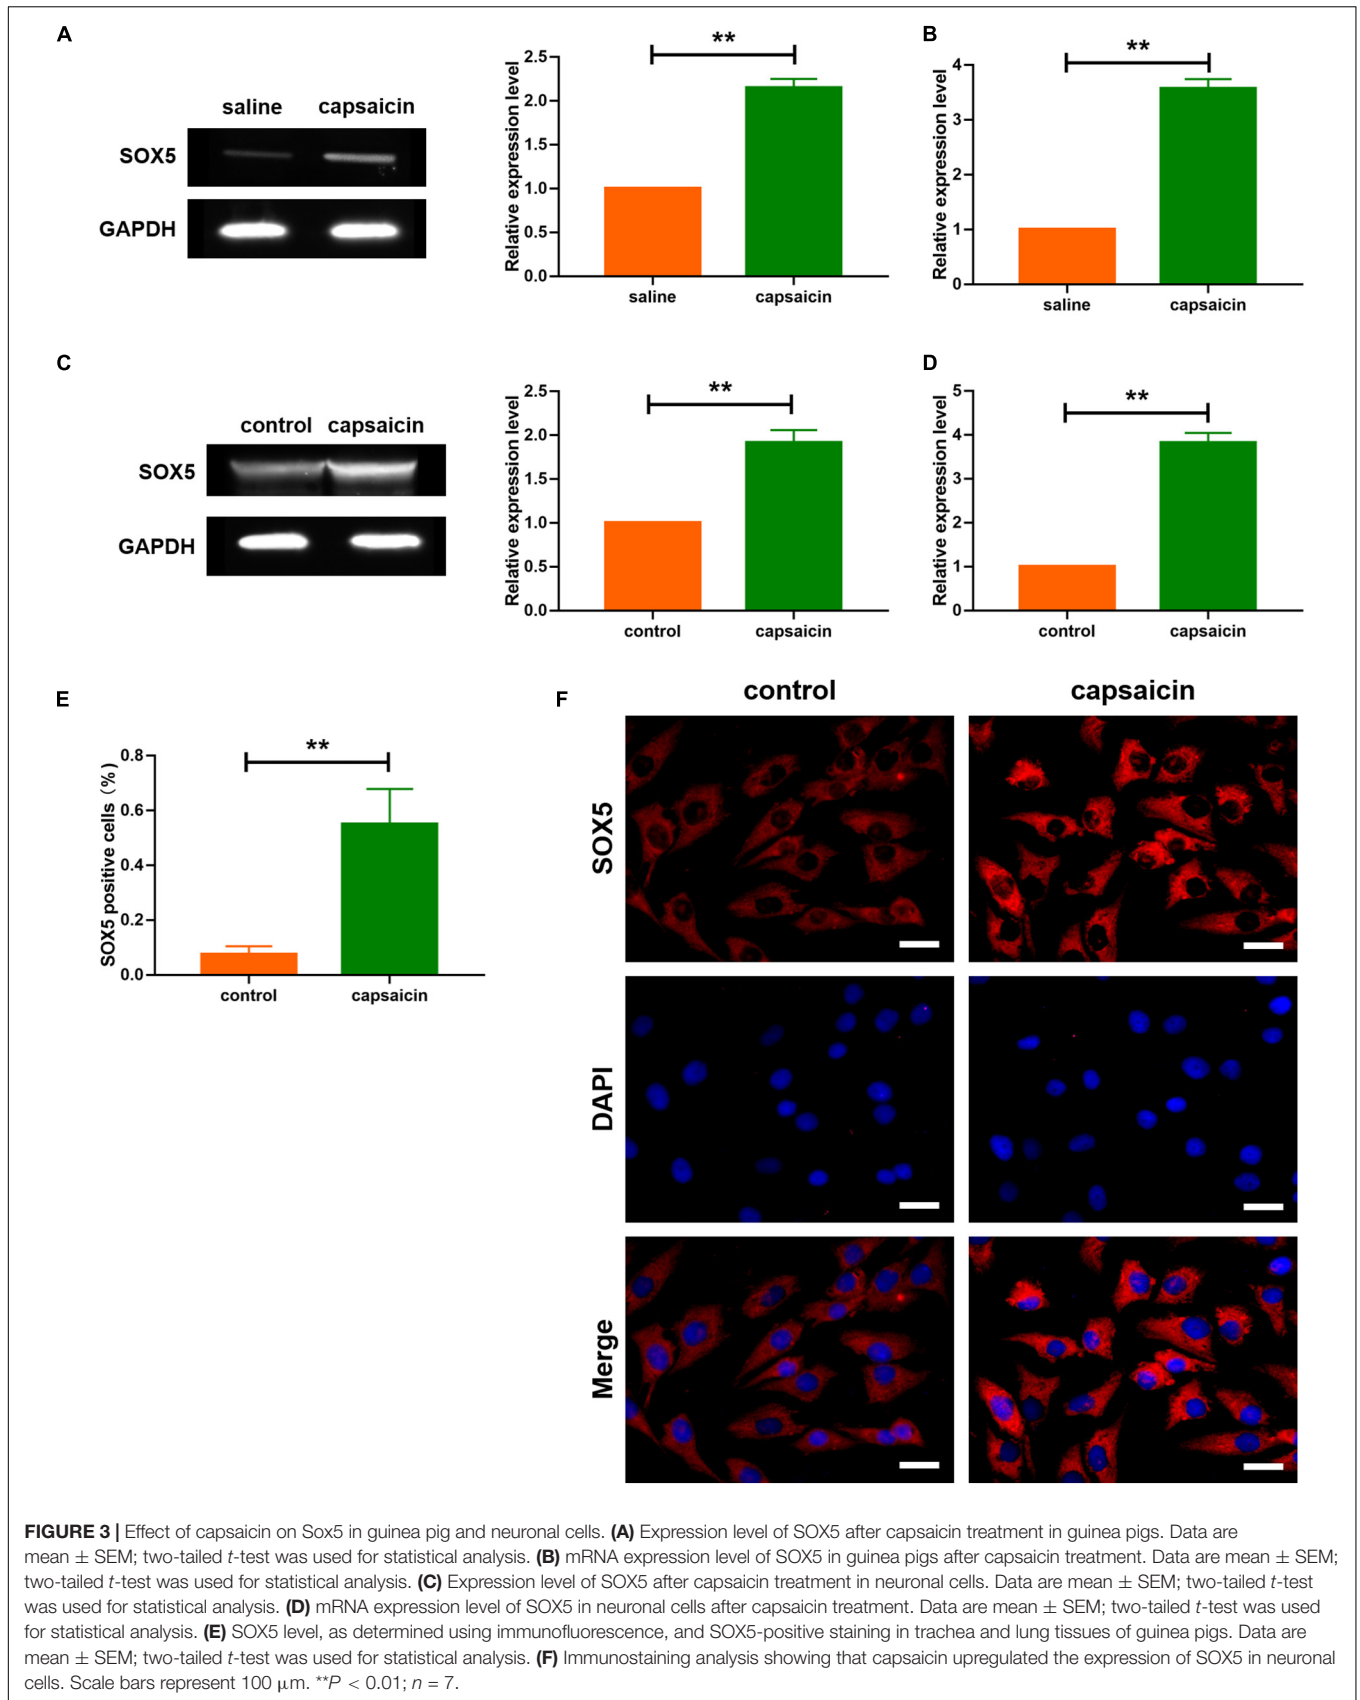 A
saline capsaicin
SOX5
GAPDH
**
Relative expression level
2.5
2.0
1.5
1.0
0.5
0.0
saline capsaicin
B
**
Relative expression level
4
3
2
1
0
saline capsaicin
C
control capsaicin
SOX5
GAPDH
**
Relative expression level
2.5
2.0
1.5
1.0
0.5
0.0
control capsaicin
D
**
Relative expression level
5
4
3
2
1
0
control capsaicin
E
**
SOX5 positive cells (%)
0.8
0.6
0.4
0.2
0.0
control capsaicin
F
control capsaicin
SOX5
DAPI
Merge
FIGURE 3 | Effect of capsaicin on Sox5 in guinea pig and neuronal cells. (A) Expression level of SOX5 after capsaicin treatment in guinea pigs. Data are
mean ± SEM; two-tailed t-test was used for statistical analysis. (B) mRNA expression level of SOX5 in guinea pigs after capsaicin treatment. Data are mean ± SEM;
two-tailed t-test was used for statistical analysis. (C) Expression level of SOX5 after capsaicin treatment in neuronal cells. Data are mean ± SEM; two-tailed t-test
was used for statistical analysis. (D) mRNA expression level of SOX5 in neuronal cells after capsaicin treatment. Data are mean ± SEM; two-tailed t-test was used
for statistical analysis. (E) SOX5 level, as determined using immunofluorescence, and SOX5-positive staining in trachea and lung tissues of guinea pigs. Data are
mean ± SEM; two-tailed t-test was used for statistical analysis. (F) Immunostaining analysis showing that capsaicin upregulated the expression of SOX5 in neuronal
cells. Scale bars represent 100 μm. **P < 0.01; n = 7.